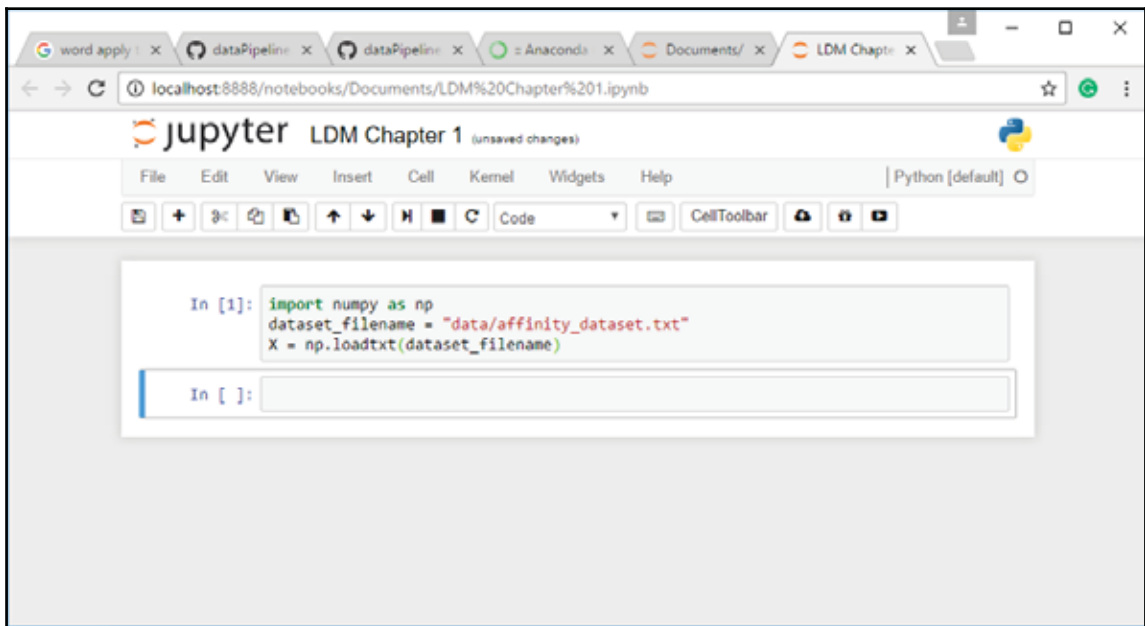 word apply t
dataPipeline
dataPipeline
:: Anaconda
Documents/
LDM Chapte
localhost:8888/notebooks/Documents/LDM%20Chapter%201.ipynb
jupyter LDM Chapter 1 (unsaved changes)
File Edit View Insert Cell Kernel Widgets Help Python [default]
Code CellToolbar
In [1]: import numpy as np
dataset_filename = "data/affinity_dataset.txt"
X = np.loadtxt(dataset_filename)
In [ ]: